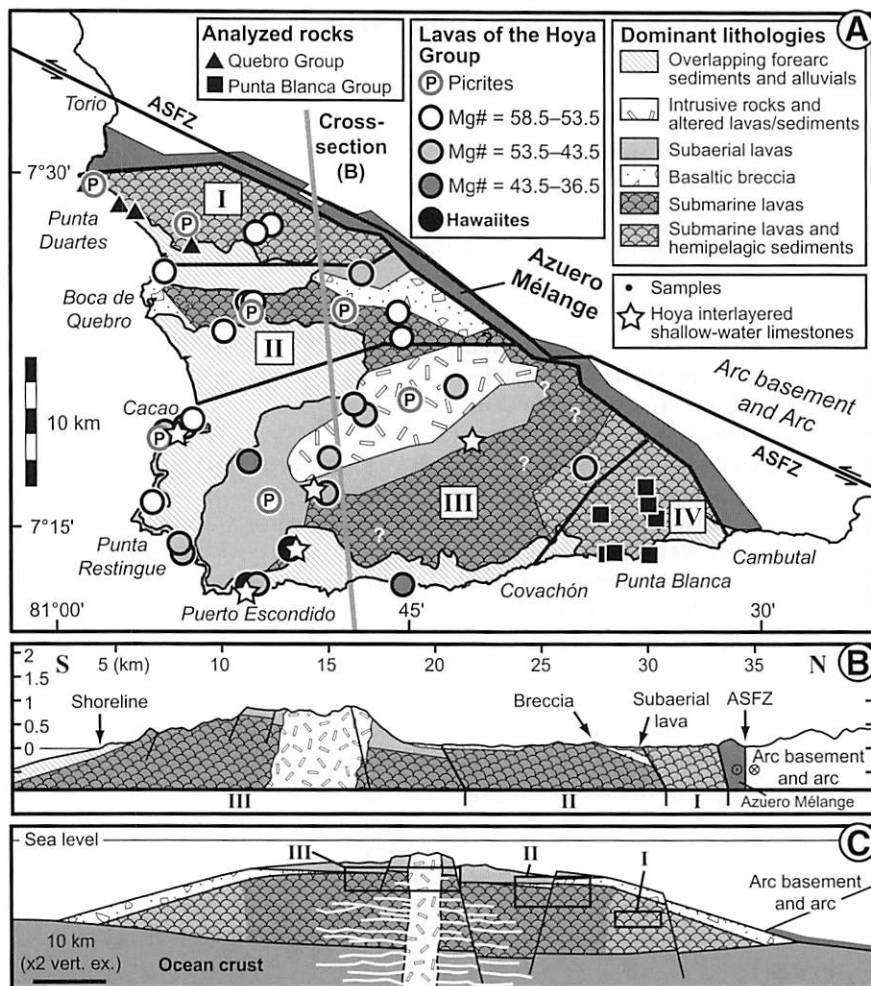 A
Analyzed rocks
Quebro Group
Punta Blanca Group
Lavas of the Hoya
Group
P Picrites
Mg# = 58.5–53.5
Mg# = 53.5–43.5
Mg# = 43.5–36.5
Hawaiites
Dominant lithologies
Overlapping forearc
sediments and alluvials
Intrusive rocks and
altered lavas/sediments
Subaerial lavas
Basaltic breccia
Submarine lavas
Submarine lavas and
hemipelagic sediments
Samples
Hoya interlayered
shallow-water limestones
Torio
ASFZ
Cross-
section
(B)
7°30'
P
I
P
Punta
Duartes
Azuero
Mélange
Boca de
Quebro
P
P
II
Arc basement
and Arc
10 km
P
?
Cacao
P
?
ASFZ
P
III
IV
7°15'
?
Punta
Restingue
Cambutal
Covachón
Punta Blanca
81°00'
Puerto Escondido
45'
30'
B
2
1
1
0.5
0
S
5 (km)
10
15
20
25
30
N
35
Shoreline
Breccia
Subaerial
lava
ASFZ
Arc basement
and arc
Azuero Mélange
III
II
I
C
Sea level
III
II
I
Arc basement
and arc
10 km
(x2 vert. ex.)
Ocean crust